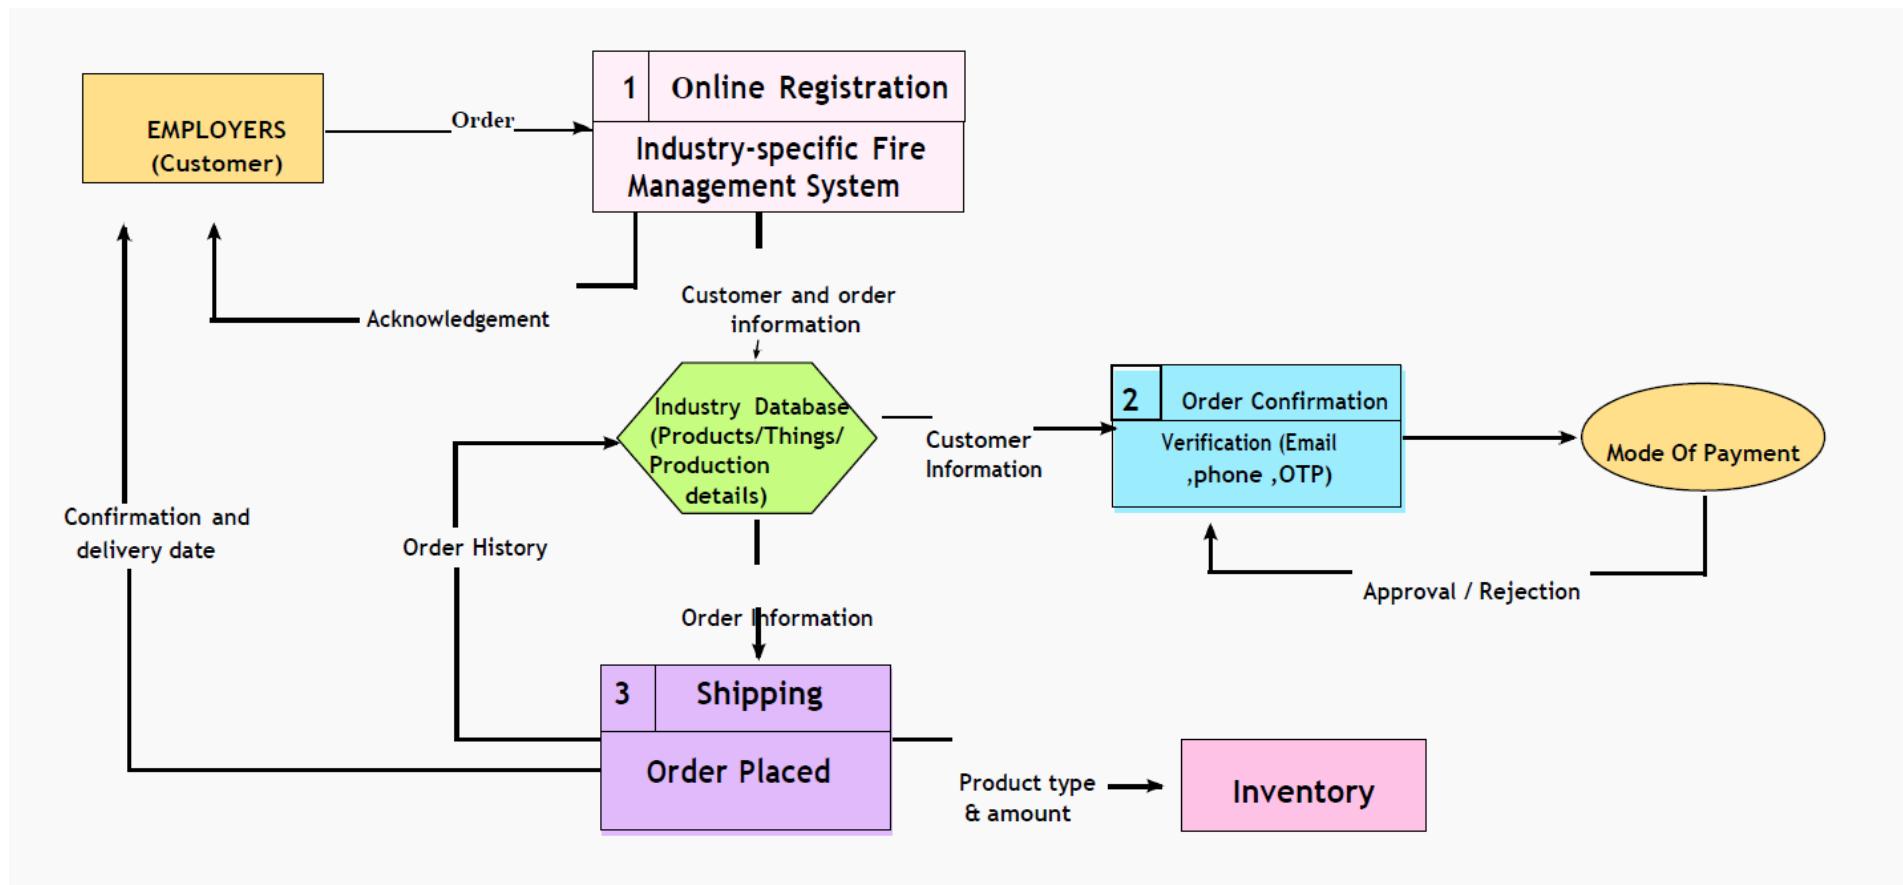 EMPLOYERS
(Customer)
Order
1
Online Registration
Industry-specific Fire
Management System
Acknowledgement
Customer and order
information
Industry Database
(Products/Things/
Production
details)
Customer
Information
2
Order Confirmation
Verification (Email
,phone ,OTP)
Mode Of Payment
Approval / Rejection
Confirmation and
delivery date
Order History
Order Information
3
Shipping
Order Placed
Product type
& amount
Inventory